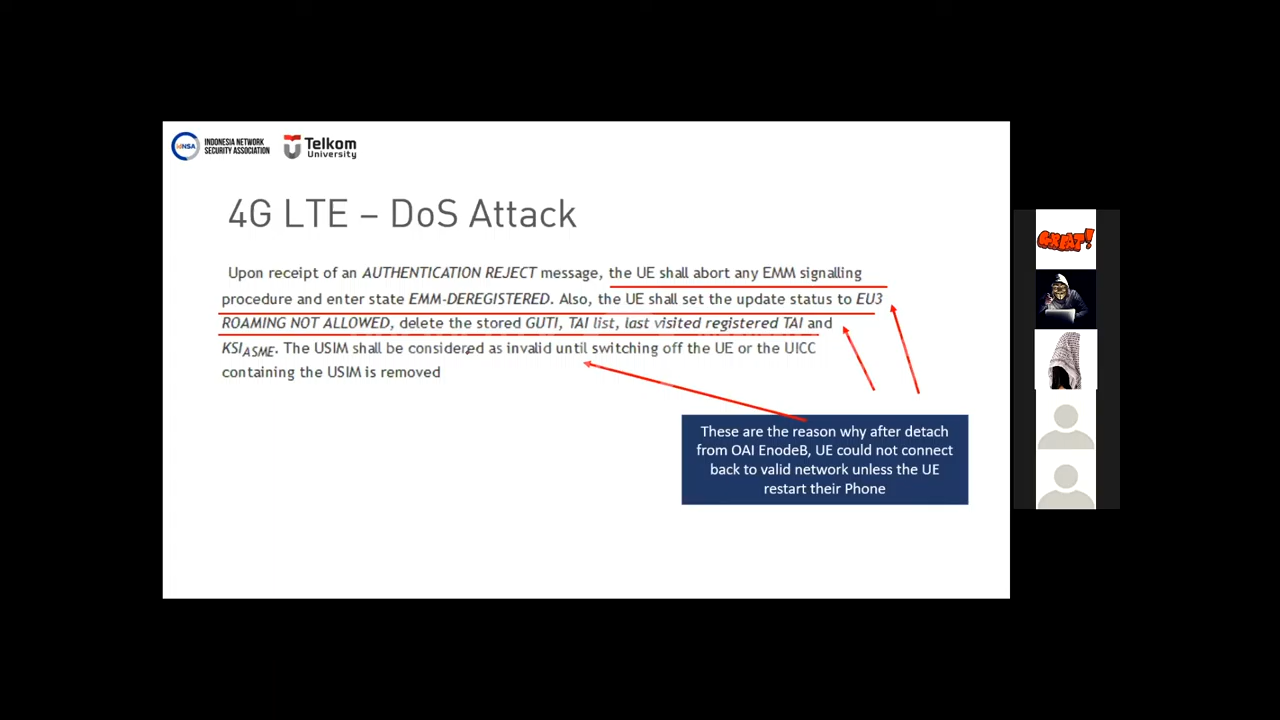 INDONESIA NETWORK
SECURITY ASSOCIATION
Telkom
University
4G LTE – DoS Attack
Upon receipt of an AUTHENTICATION REJECT message, the UE shall abort any EMM signalling
procedure and enter state EMM-DEREGISTERED. Also, the UE shall set the update status to EU3
ROAMING NOT ALLOWED, delete the stored GUTI, TAI list, last visited registered TAI and
KSIASME. The USIM shall be considered as invalid until switching off the UE or the UICC
containing the USIM is removed
These are the reason why after detach
from OAI EnodeB, UE could not connect
back to valid network unless the UE
restart their Phone
GREAT!